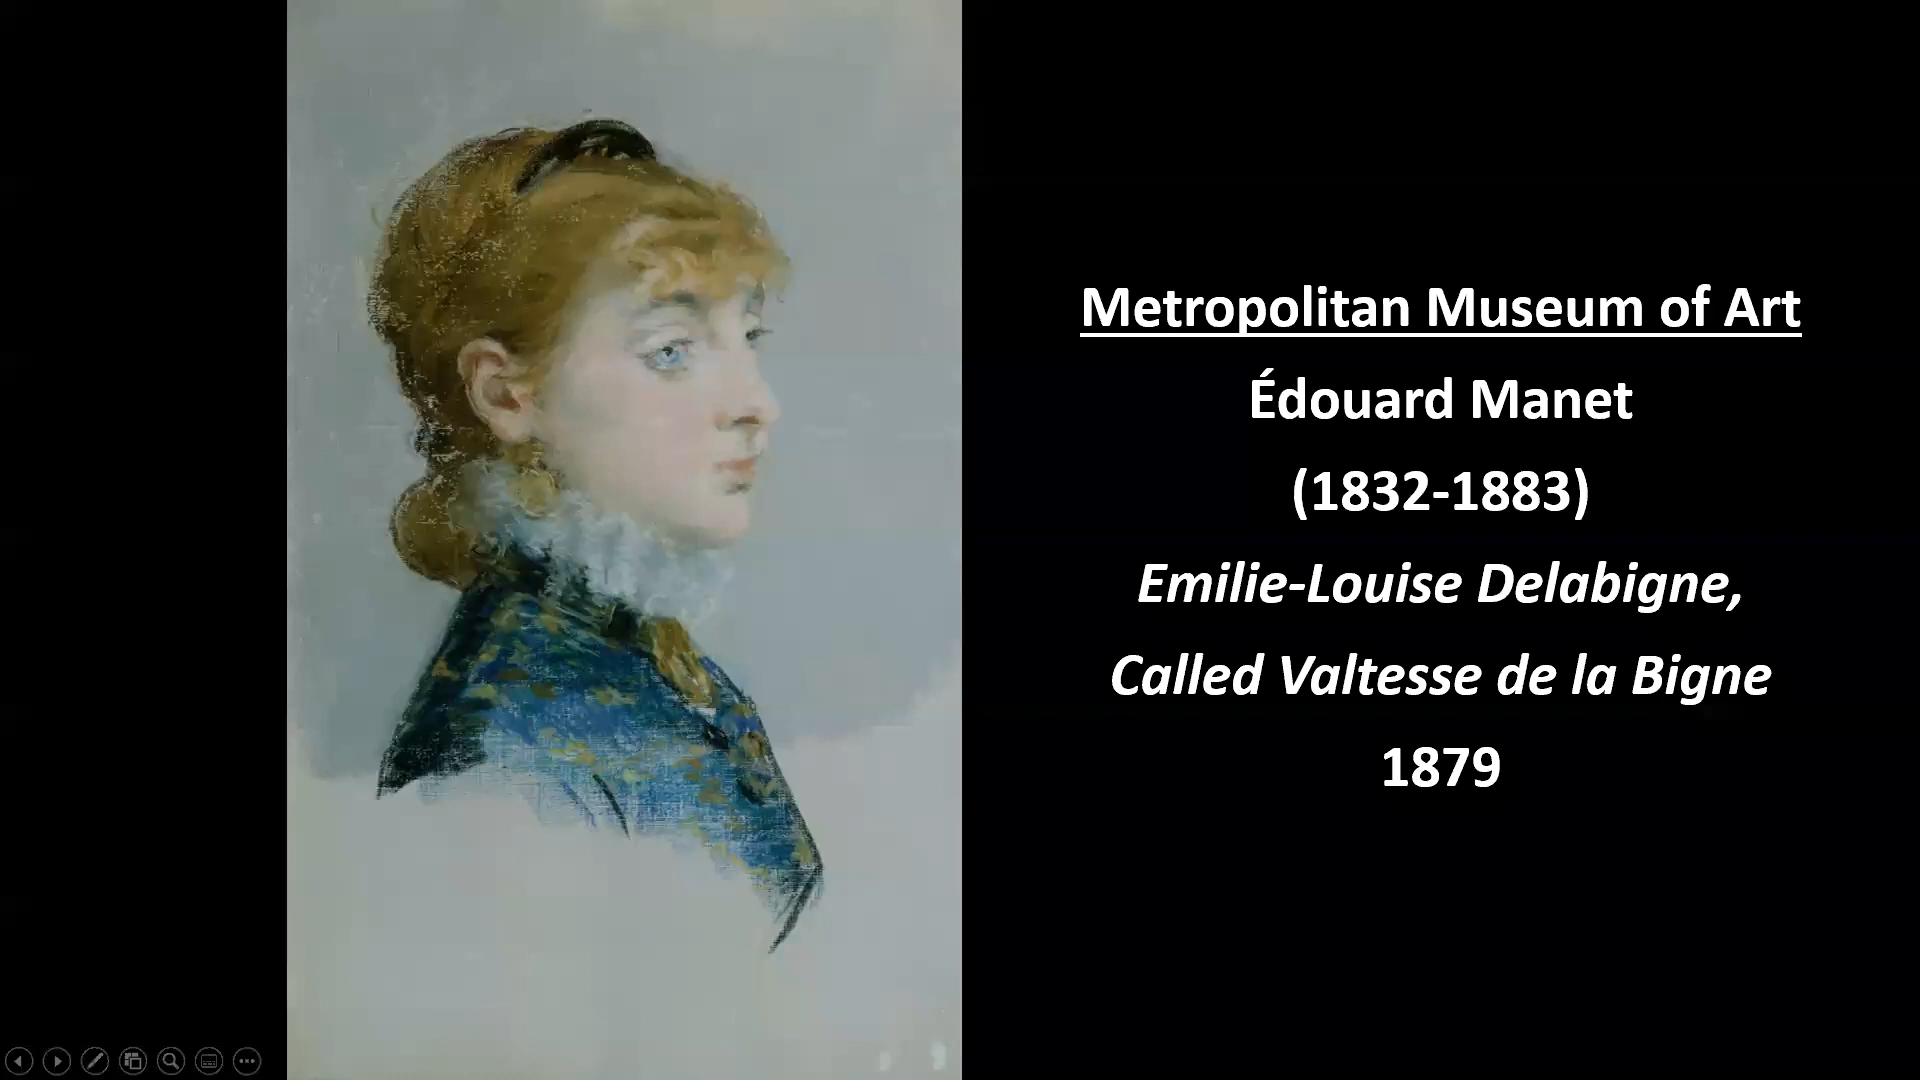 Metropolitan Museum of Art
Édouard Manet
(1832-1883)
Emilie-Louise Delabigne,
Called Valtesse de la Bigne
1879